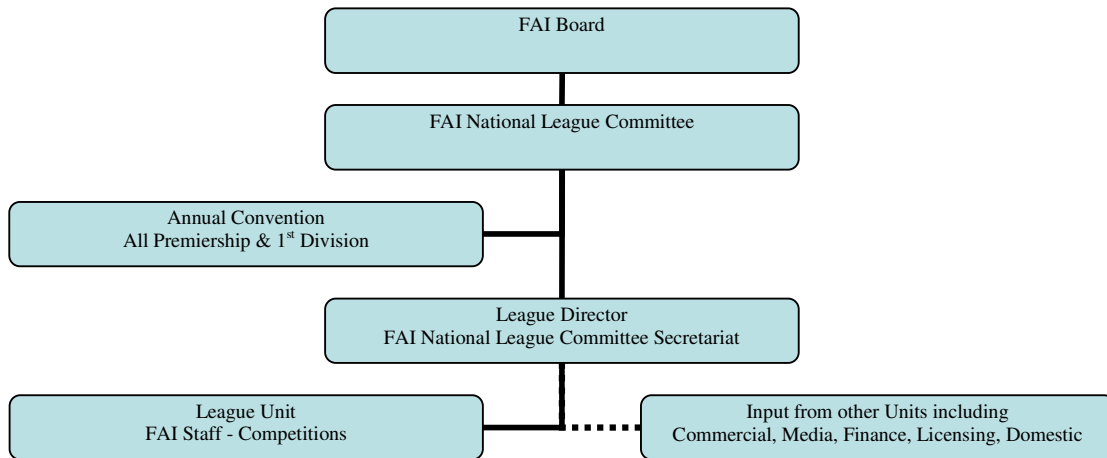 FAI Board
FAI National League Committee
Annual Convention
All Premiership & 1st Division
League Director
FAI National League Committee Secretariat
League Unit
FAI Staff - Competitions
Input from other Units including
Commercial, Media, Finance, Licensing, Domestic